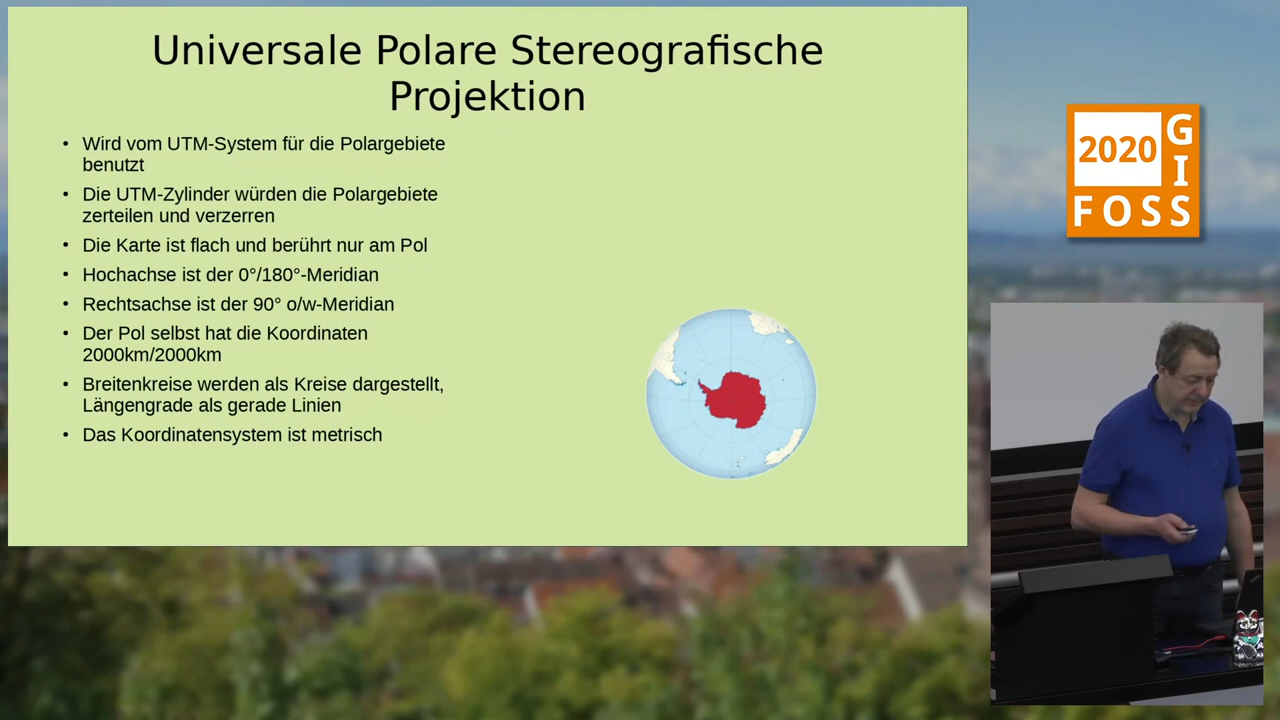 Universale Polare Stereografische
Projektion
• Wird vom UTM-System für die Polargebiete
benutzt
• Die UTM-Zylinder würden die Polargebiete
zerteilen und verzerren
• Die Karte ist flach und berührt nur am Pol
• Hochachse ist der 0°/180°-Meridian
• Rechtsachse ist der 90° o/w-Meridian
• Der Pol selbst hat die Koordinaten
2000km/2000km
• Breitenkreise werden als Kreise dargestellt,
Längengrade als gerade Linien
• Das Koordinatensystem ist metrisch
2020
GI
FOSS